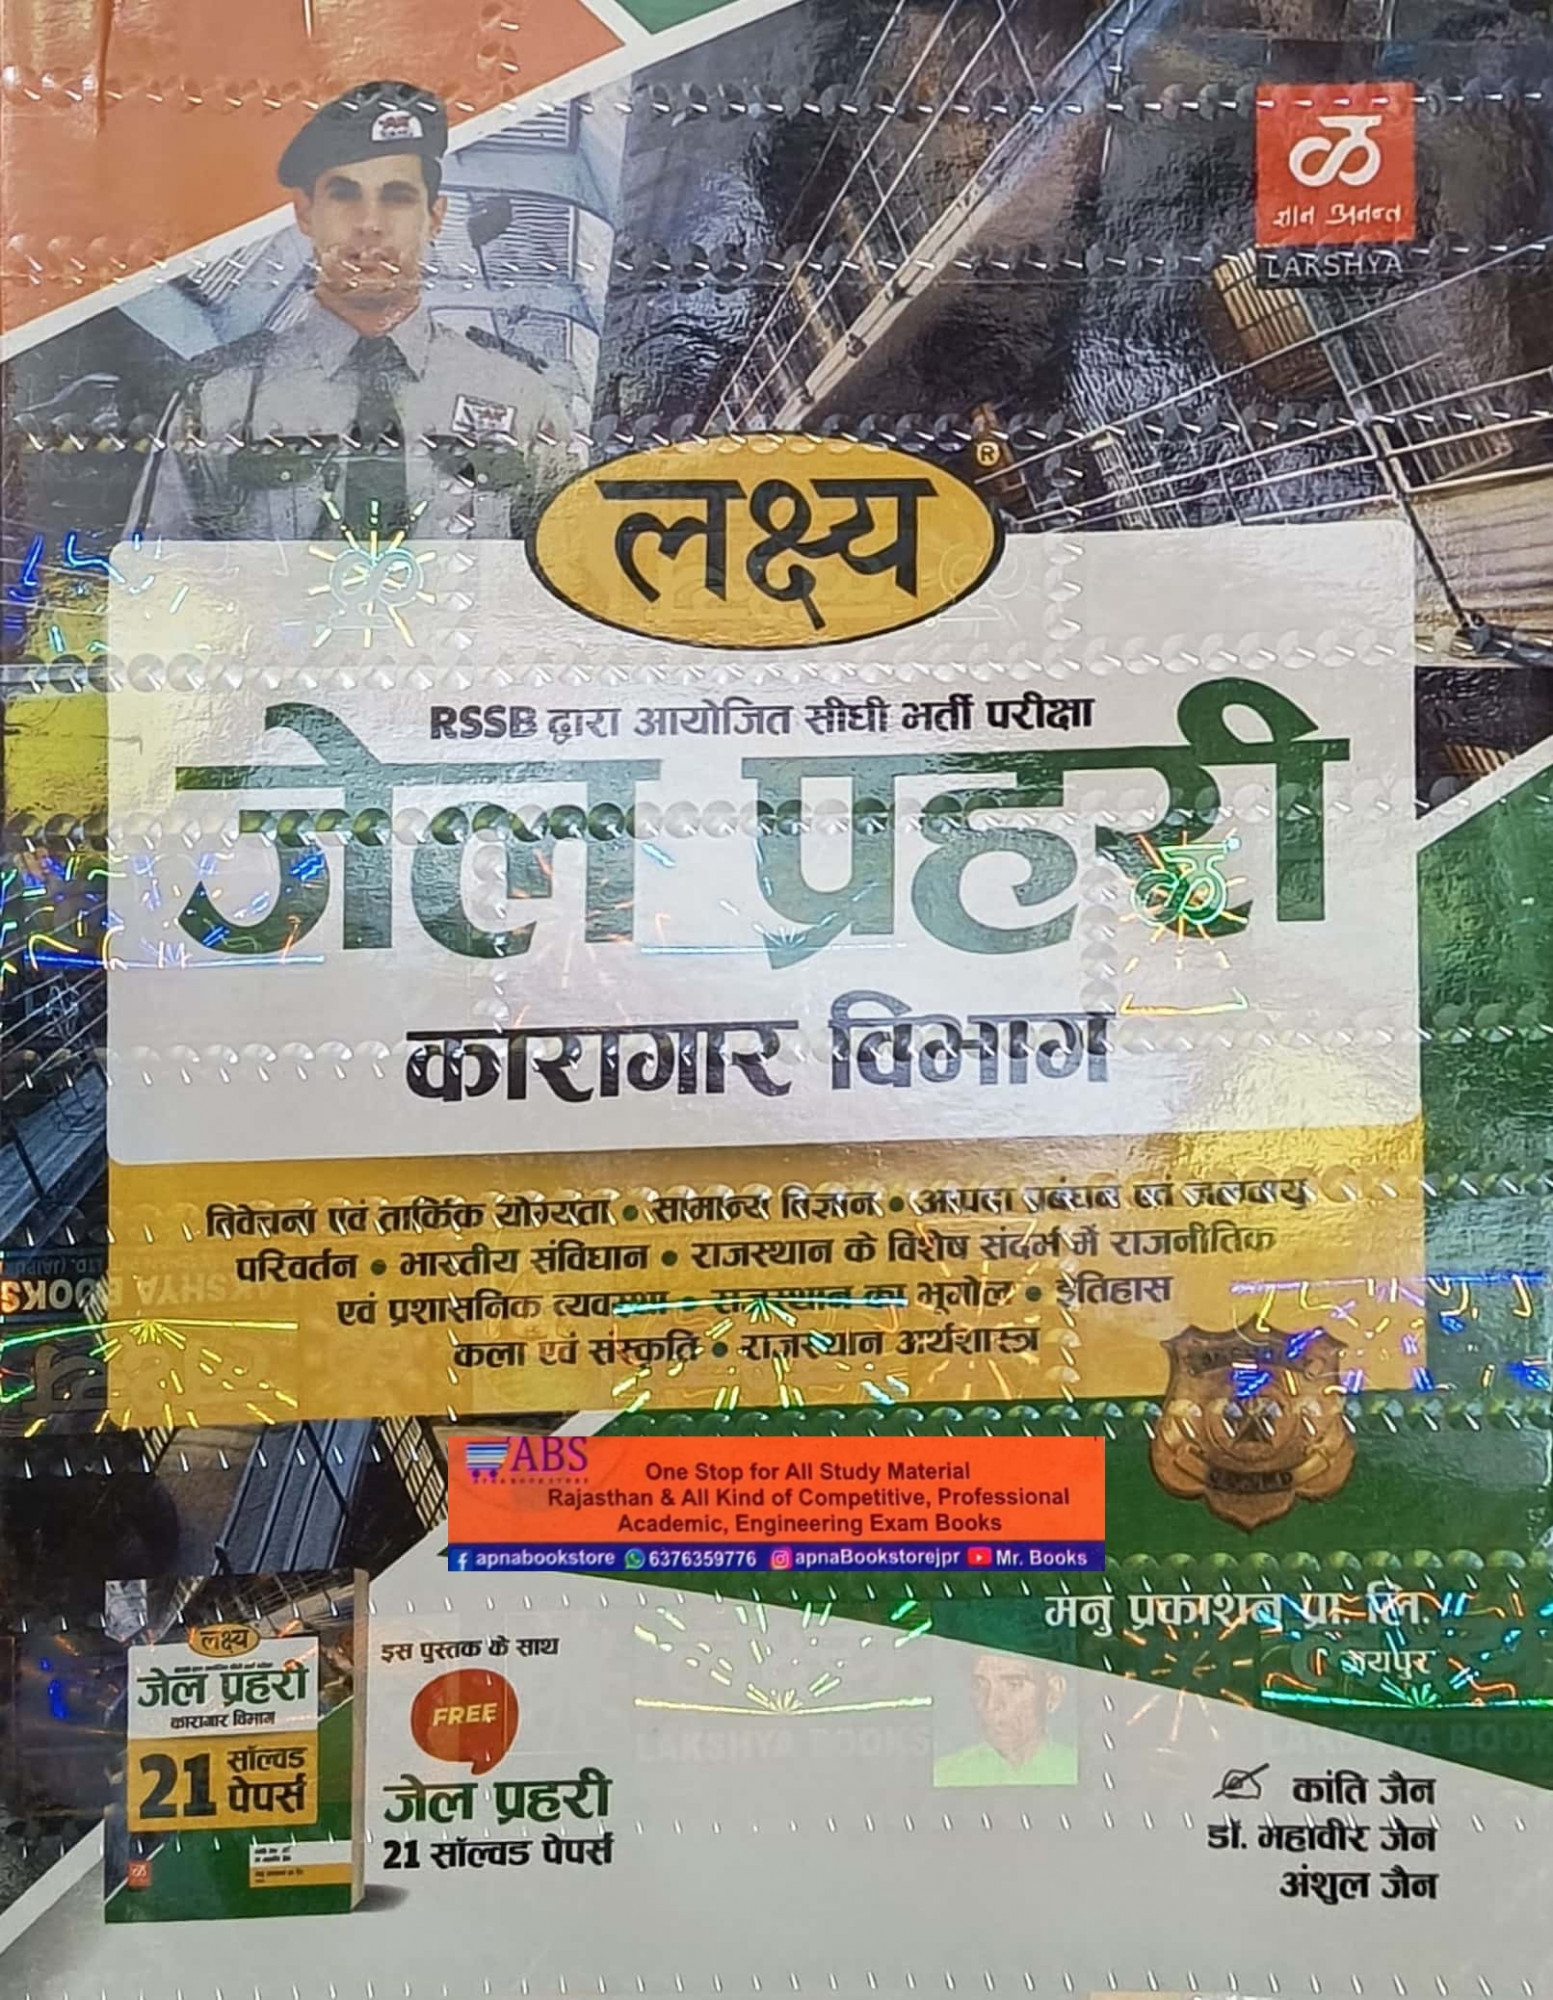 ज्ञान अनन्त
LAKSHYA
लक्ष्य
®
RSSB द्वारा आयोजित सीधी भर्ती परीक्षा
जेल प्रहरी
कारागार विभाग
विवेचना एवं तार्किक योग्यता • सामान्य विज्ञान • आपदा प्रबंधन एवं जलवायु
परिवर्तन • भारतीय संविधान • राजस्थान के विशेष संदर्भ में राजनीतिक
एवं प्रशासनिक व्यवस्था • राजस्थान का भूगोल • इतिहास
कला एवं संस्कृति • राजस्थान अर्थशास्त्र
ABS
One Stop for All Study Material
Rajasthan & All Kind of Competitive, Professional
Academic, Engineering Exam Books
apnabookstore 6376359776 apnaBookstorejpr Mr. Books
मनु प्रकाशन प्रा. लि.
जयपुर
लक्ष्य
जेल प्रहरी
कारागार विभाग
21 सॉल्वड
पेपर्स
इस पुस्तक के साथ
FREE
जेल प्रहरी
21 सॉल्वड पेपर्स
LAKSHYA BOOKS
कांति जैन
डॉ. महावीर जैन
अंशुल जैन